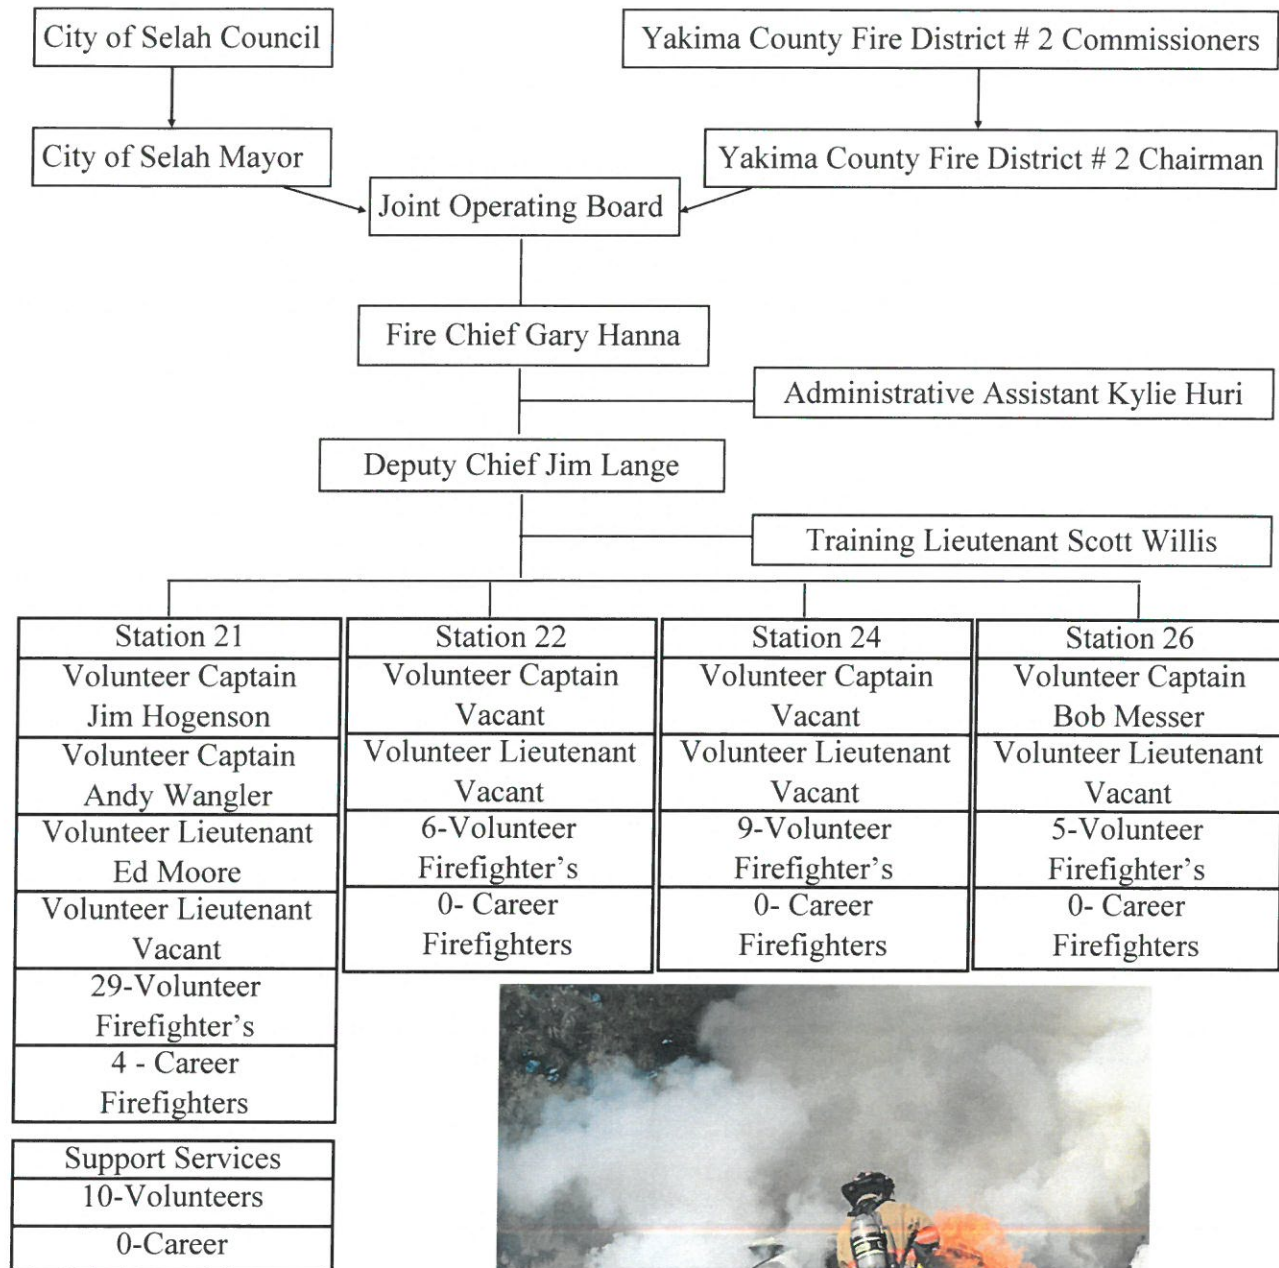 City of Selah Council
Yakima County Fire District # 2 Commissioners
City of Selah Mayor
Yakima County Fire District # 2 Chairman
Joint Operating Board
Fire Chief Gary Hanna
Administrative Assistant Kylie Huri
Deputy Chief Jim Lange
Training Lieutenant Scott Willis
Station 21
Volunteer Captain
Jim Hogenson
Volunteer Captain
Andy Wangler
Volunteer Lieutenant
Ed Moore
Volunteer Lieutenant
Vacant
29-Volunteer
Firefighter’s
4 - Career
Firefighters
Station 22
Volunteer Captain
Vacant
Volunteer Lieutenant
Vacant
6-Volunteer
Firefighter’s
0- Career
Firefighters
Station 24
Volunteer Captain
Vacant
Volunteer Lieutenant
Vacant
9-Volunteer
Firefighter’s
0- Career
Firefighters
Station 26
Volunteer Captain
Bob Messer
Volunteer Lieutenant
Vacant
5-Volunteer
Firefighter’s
0- Career
Firefighters
Support Services
10-Volunteers
0-Career